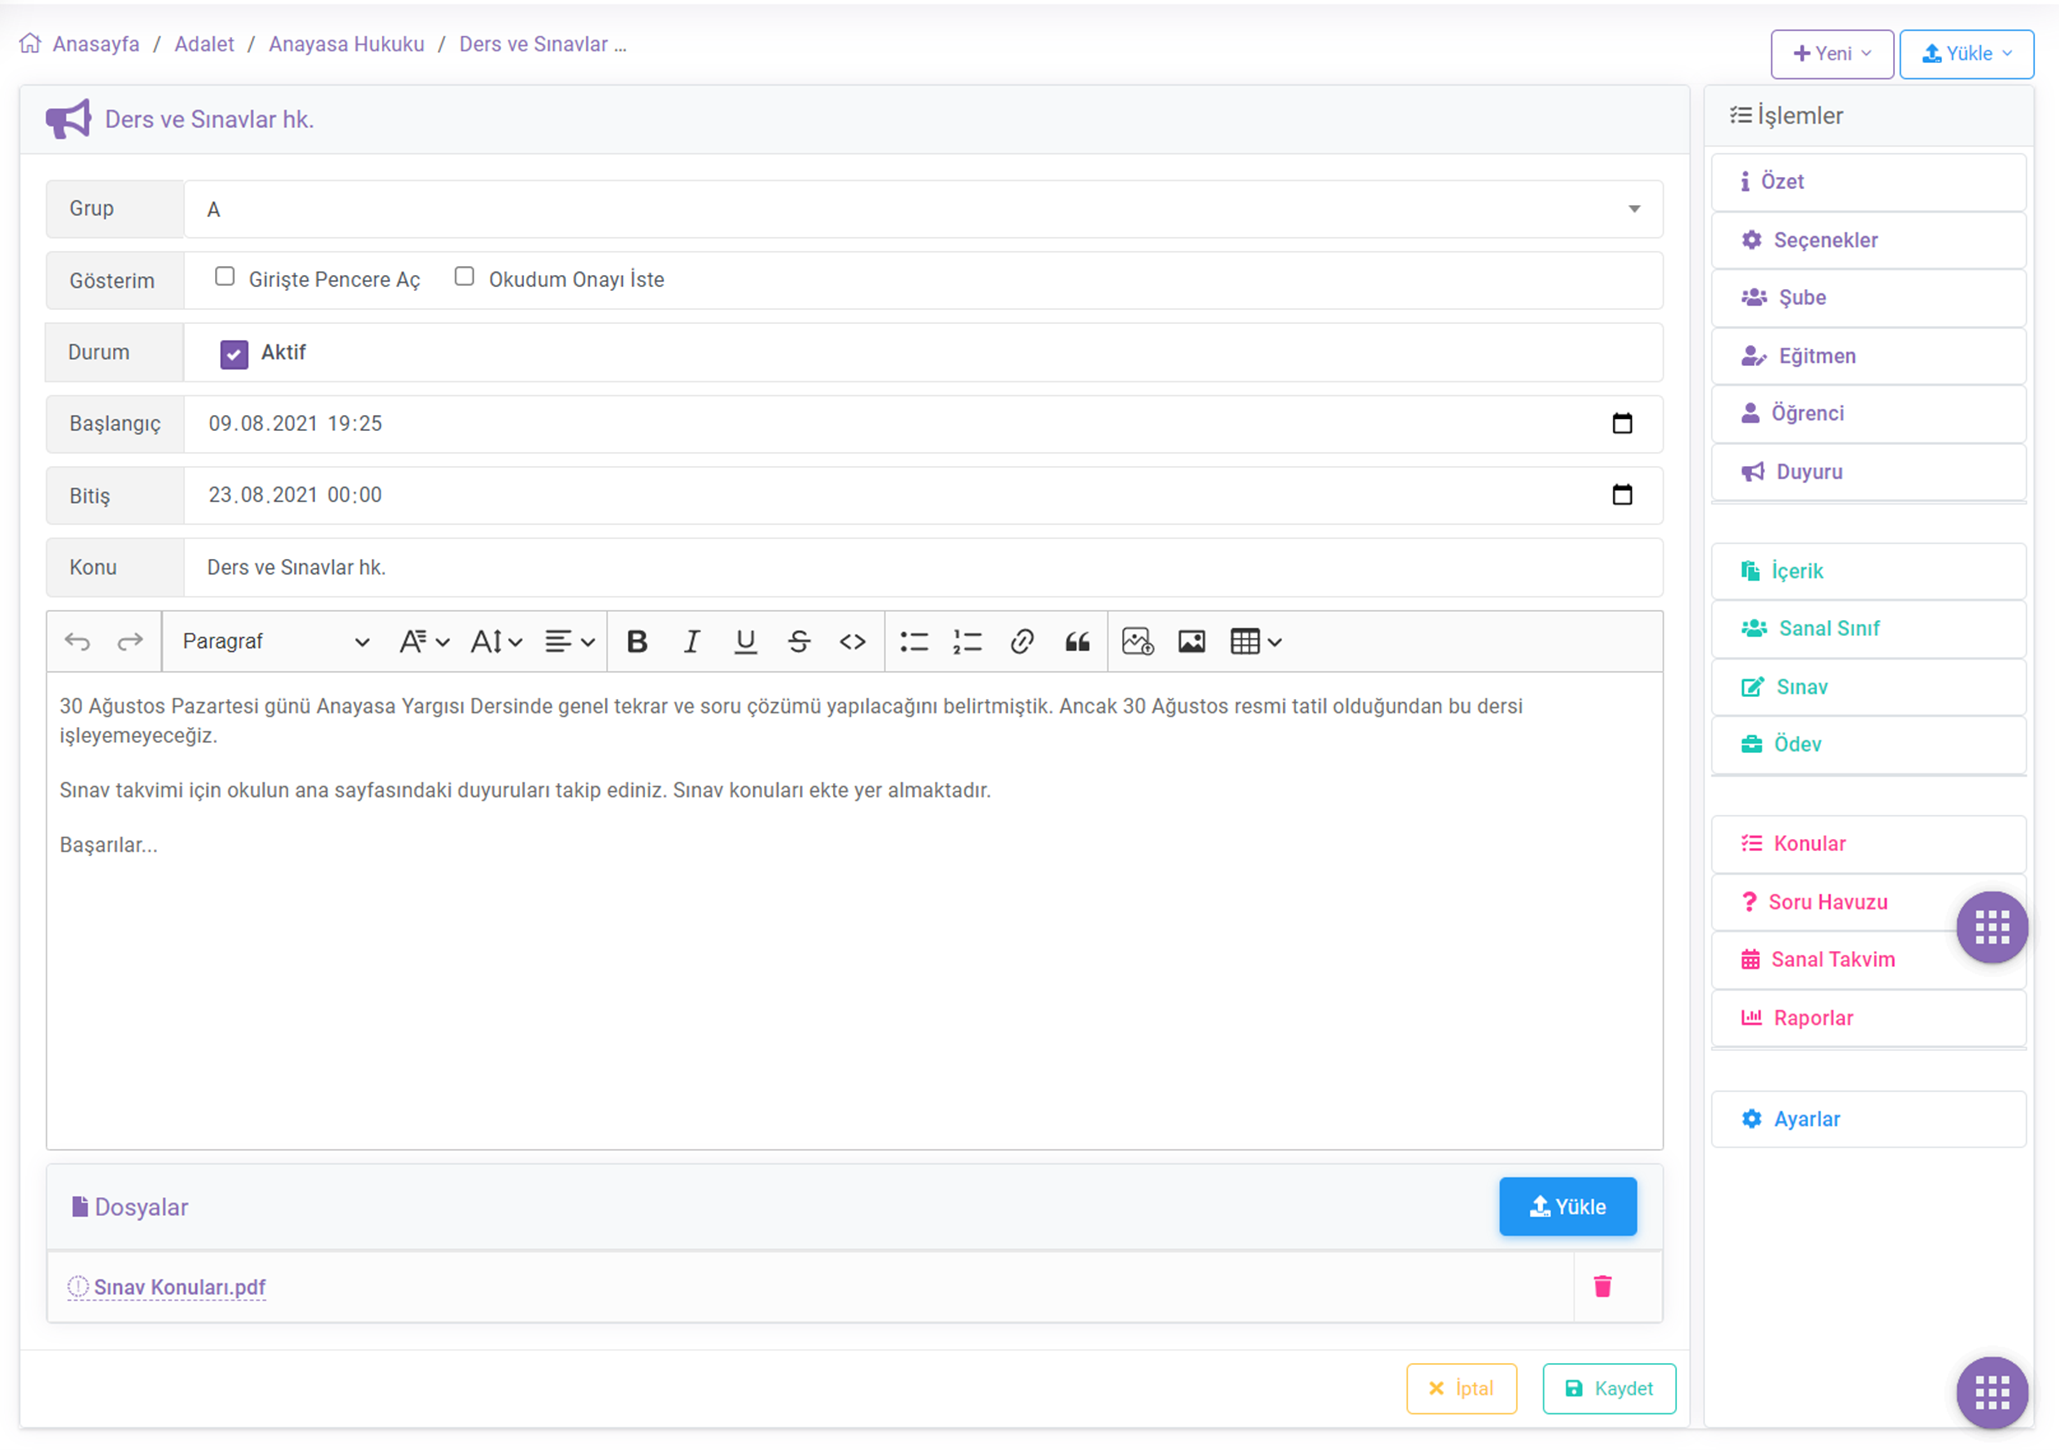 Anasayfa / Adalet / Anayasa Hukuku / Ders ve Sınavlar ...
Yeni
Yükle
Ders ve Sınavlar hk.
Grup
A
Gösterim
Girişte Pencere Aç
Okudum Onayı İste
Durum
Aktif
Başlangıç
09.08.2021 19:25
Bitiş
23.08.2021 00:00
Konu
Ders ve Sınavlar hk.
Paragraf
30 Ağustos Pazartesi günü Anayasa Yargısı Dersinde genel tekrar ve soru çözümü yapılacağını belirtmiştik. Ancak 30 Ağustos resmi tatil olduğundan bu dersi
işleyemeyeceğiz.
Sınav takvimi için okulun ana sayfasındaki duyuruları takip ediniz. Sınav konuları ekte yer almaktadır.
Başarılar...
Dosyalar
Yükle
Sınav Konuları.pdf
İptal
Kaydet
İşlemler
Özet
Seçenekler
Şube
Eğitmen
Öğrenci
Duyuru
İçerik
Sanal Sınıf
Sınav
Ödev
Konular
Soru Havuzu
Sanal Takvim
Raporlar
Ayarlar